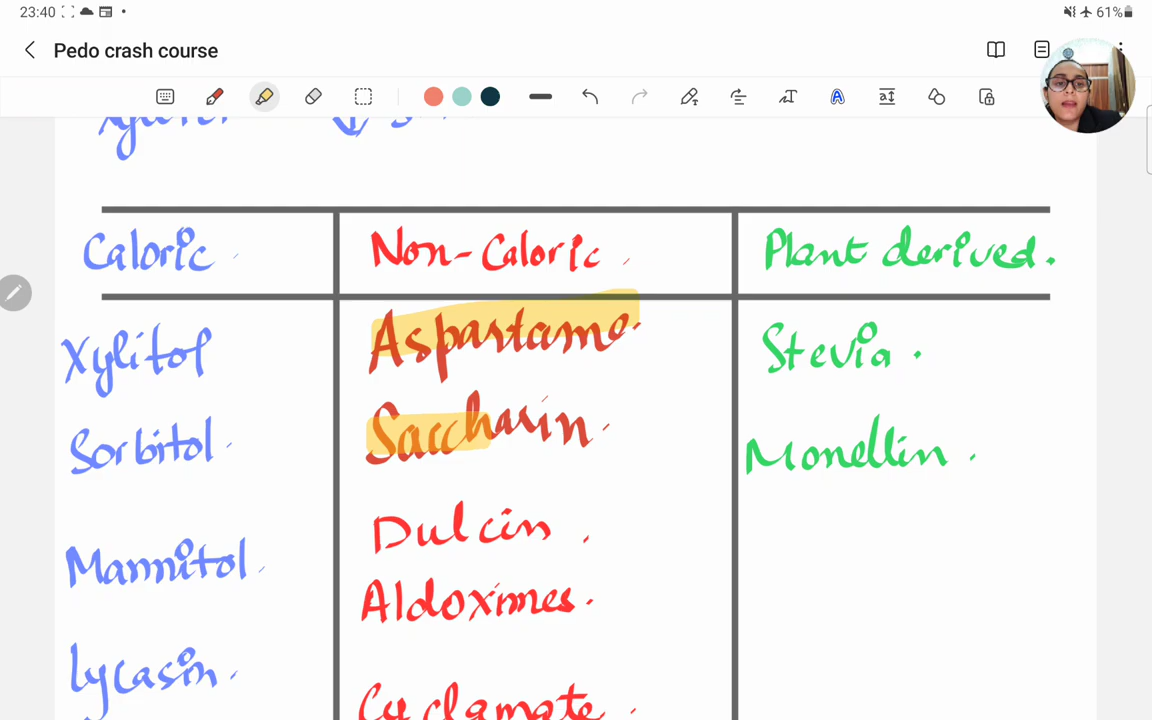 23:40 61%
Pedo crash course
Caloric Non-Caloric Plant derived.
Xylitol Aspartame. Stevia.
Sorbitol Saccharin. Monellin.
Dulcin.
Mannitol. Aldoximes.
Lycasin. Cyclamate.